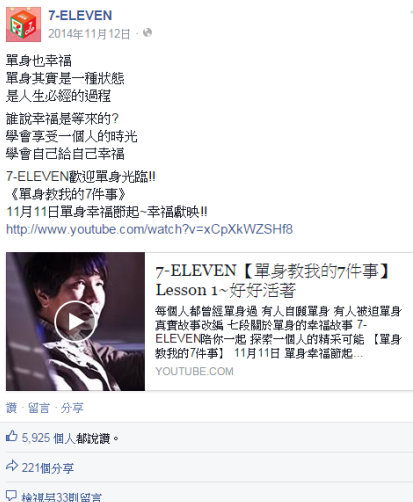 7-ELEVEN
2014年11月12日 ·
單身也幸福
單身其實是一種狀態
是人生必經的過程
誰說幸福是等來的?
學會享受一個人的時光
學會自己給自己幸福
7-ELEVEN歡迎單身光臨!!
《單身教我的7件事》
11月11日單身幸福節起~幸福獻映!!
http://www.youtube.com/watch?v=xCpXkWZSHf8
7-ELEVEN【單身教我的7件事】
Lesson 1~好好活著
每個人都曾經單身過 有人自願單身 有人被迫單身
真實故事改編 七段關於單身的幸福故事 7-
ELEVEN陪你一起 探索一個人的精采可能 【單身
教我的7件事】 11月11日 單身幸福節起...
YOUTUBE.COM
讚 · 留言 · 分享
5,925 個人都說讚。
221個分享
檢視另33則留言